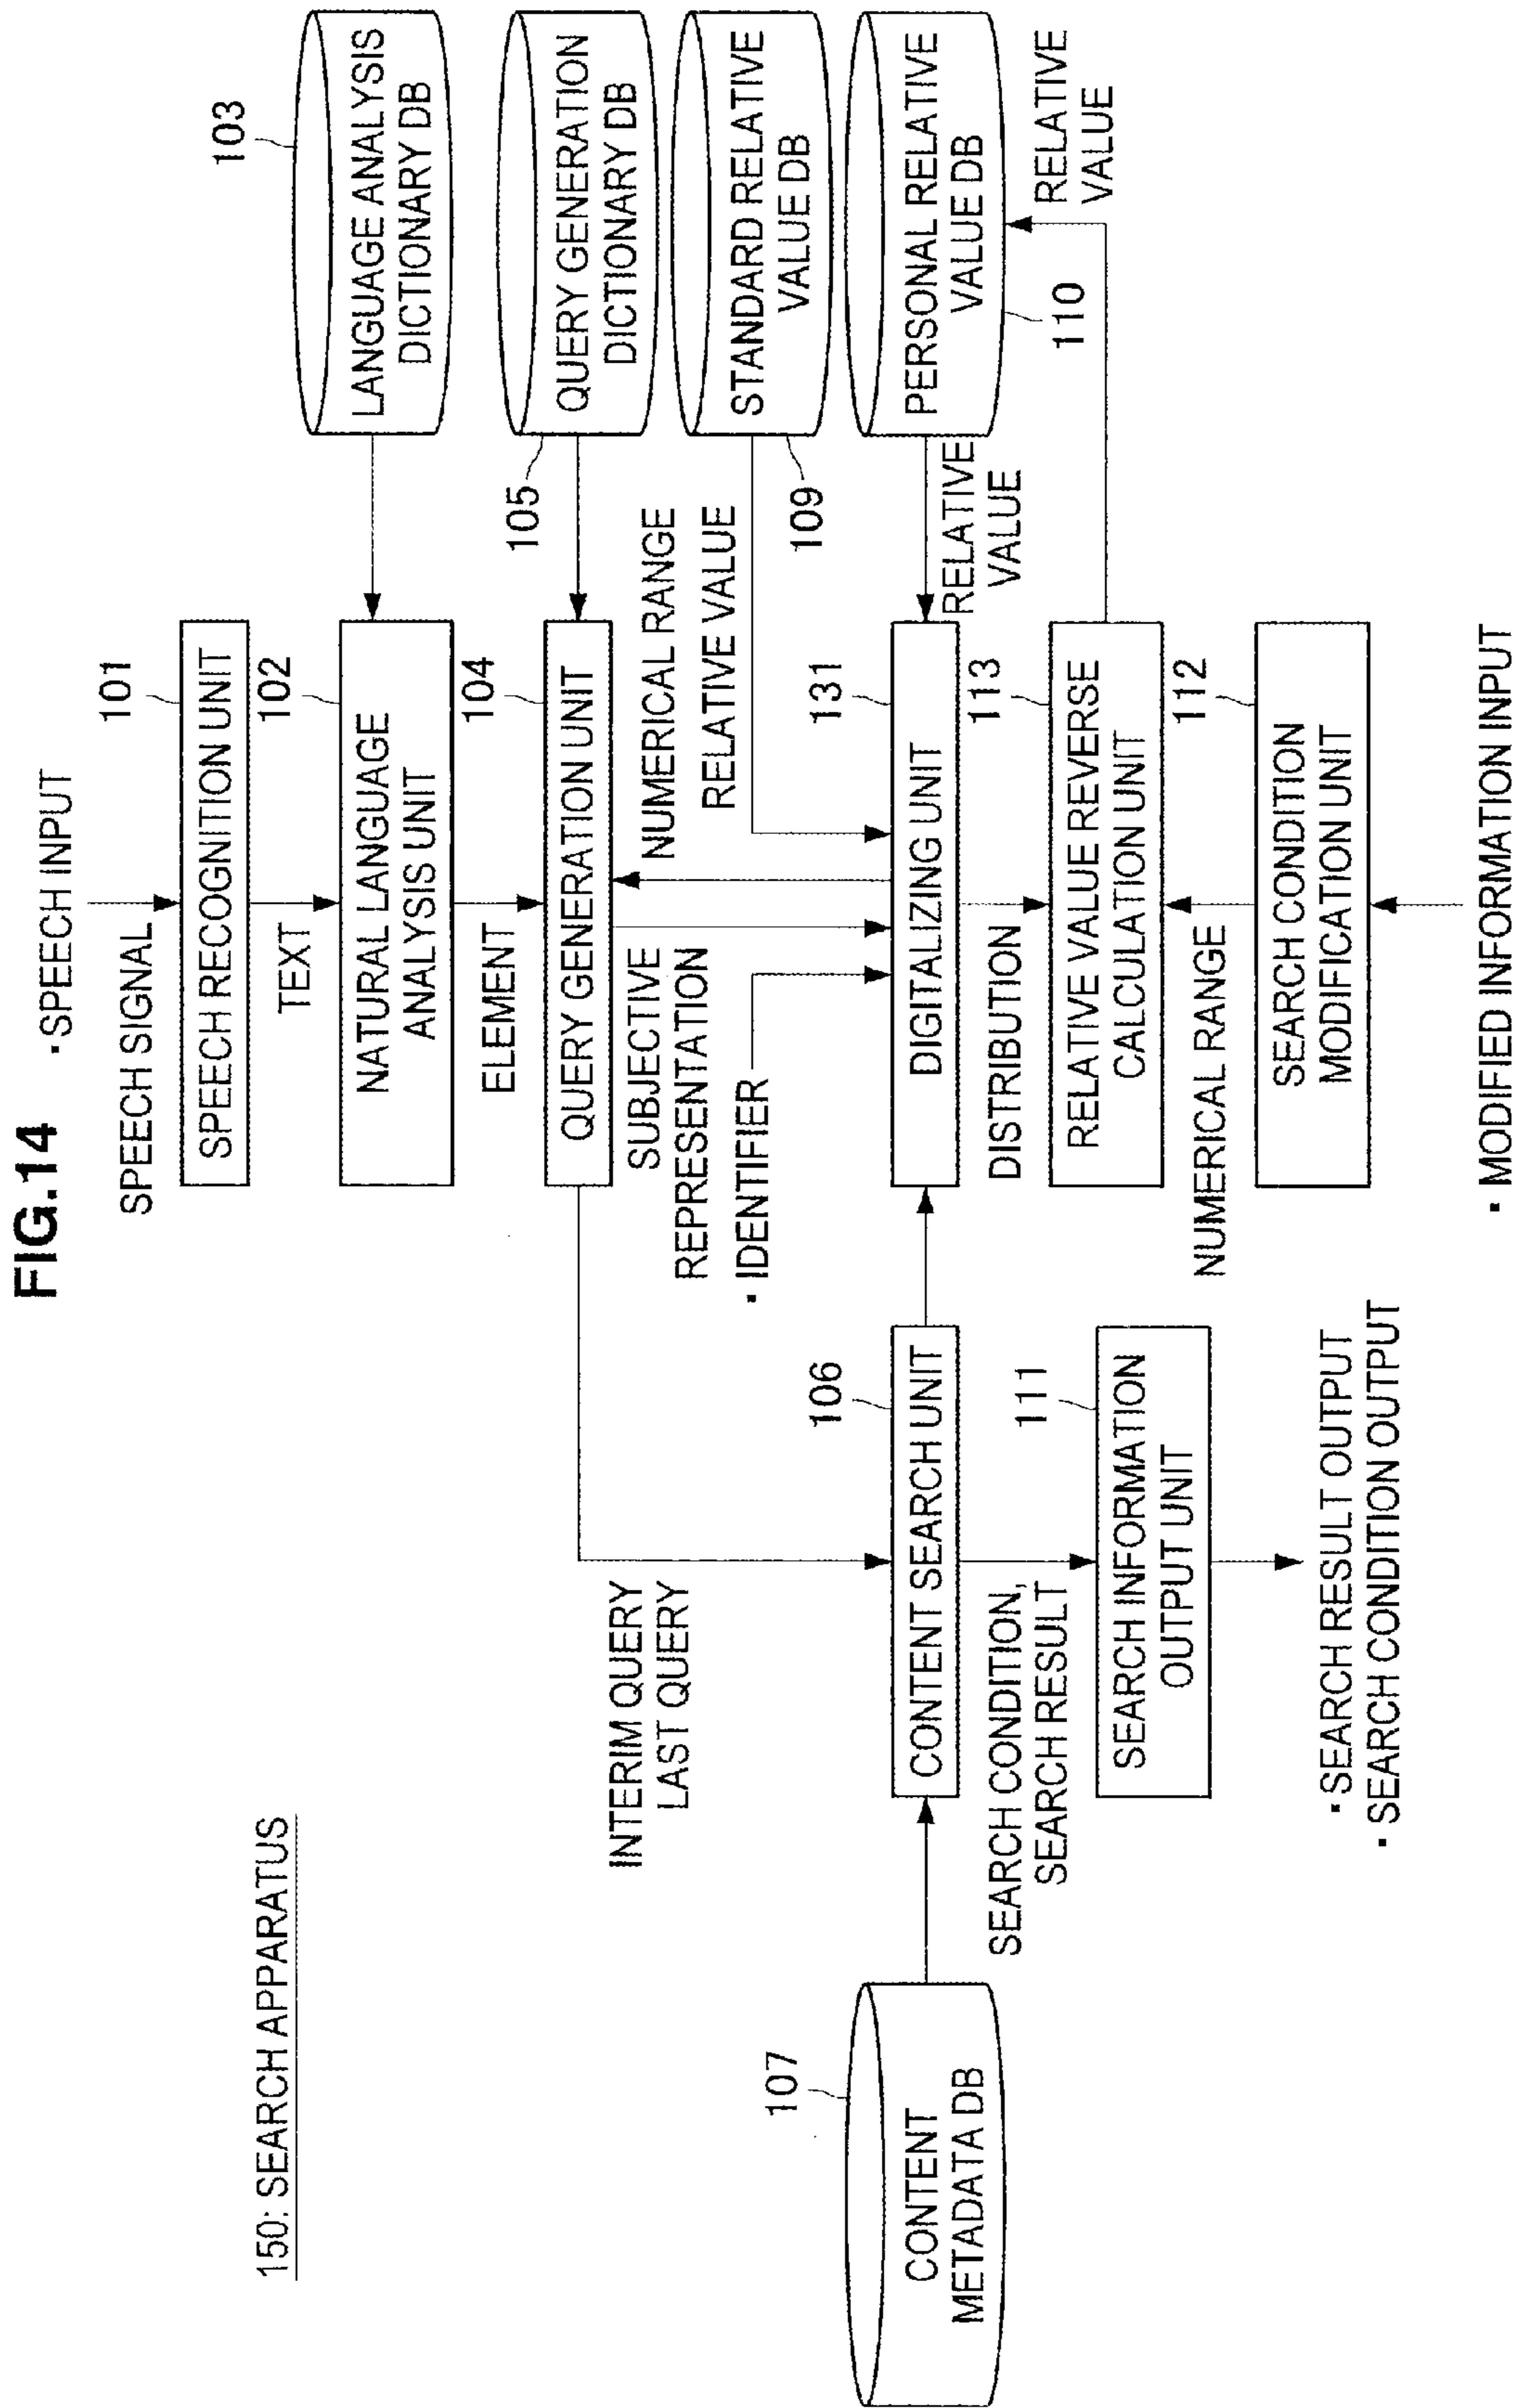 FIG.14
150: SEARCH APPARATUS
· SPEECH INPUT
SPEECH SIGNAL
101
SPEECH RECOGNITION UNIT
TEXT
102
NATURAL LANGUAGE
ANALYSIS UNIT
103
LANGUAGE ANALYSIS
DICTIONARY DB
ELEMENT
104
QUERY GENERATION UNIT
105
QUERY GENERATION
DICTIONARY DB
INTERIM QUERY
LAST QUERY
SUBJECTIVE
REPRESENTATION
· IDENTIFIER
NUMERICAL RANGE
RELATIVE VALUE
STANDARD RELATIVE
VALUE DB
109
107
CONTENT
METADATA DB
106
CONTENT SEARCH UNIT
131
DIGITALIZING UNIT
RELATIVE
VALUE
PERSONAL RELATIVE
VALUE DB
110
RELATIVE
VALUE
SEARCH CONDITION,
SEARCH RESULT
111
SEARCH INFORMATION
OUTPUT UNIT
DISTRIBUTION
113
RELATIVE VALUE REVERSE
CALCULATION UNIT
NUMERICAL RANGE
112
SEARCH CONDITION
MODIFICATION UNIT
· SEARCH RESULT OUTPUT
· SEARCH CONDITION OUTPUT
· MODIFIED INFORMATION INPUT